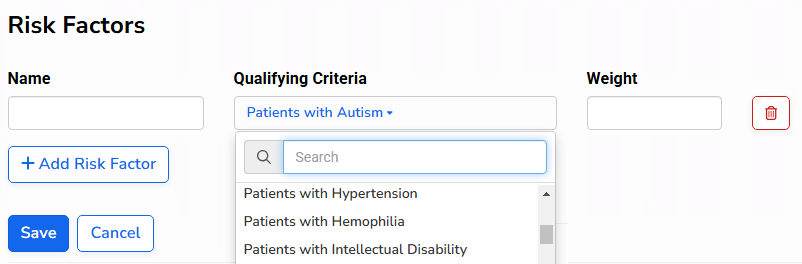 Risk Factors
Name Qualifying Criteria Weight
Patients with Autism
Search
+ Add Risk Factor
Patients with Hypertension
Patients with Hemophilia
Save Cancel
Patients with Intellectual Disability